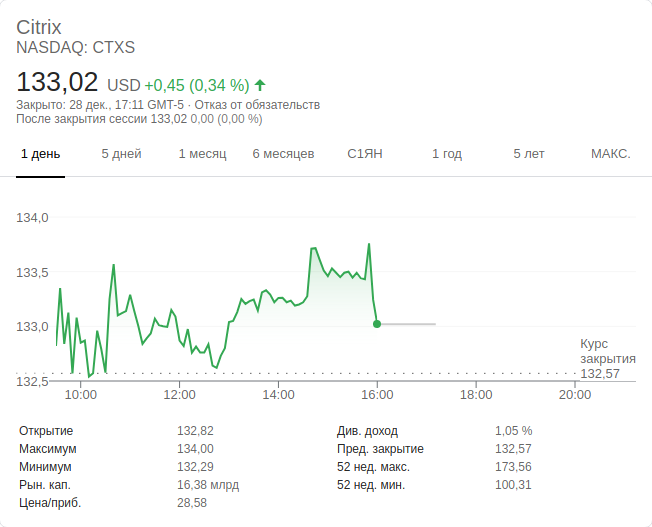 Citrix
NASDAQ: CTXS
133,02 USD +0,45 (0,34 %)
Закрыто: 28 дек., 17:11 GMT-5 · Отказ от обязательств
После закрытия сессии 133,02 0,00 (0,00 %)
1 день 5 дней 1 месяц 6 месяцев С1ЯН 1 год 5 лет МАКС.
134,0
133,5
133,0
Курс
закрытия
132,57
132,5
10:00 12:00 14:00 16:00 18:00 20:00
Открытие 132,82 Див. доход 1,05 %
Максимум 134,00 Пред. закрытие 132,57
Минимум 132,29 52 нед. макс. 173,56
Рын. кап. 16,38 млрд 52 нед. мин. 100,31
Цена/приб. 28,58